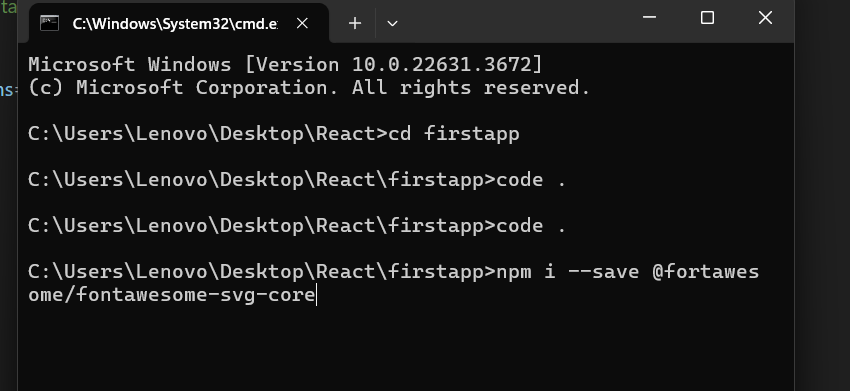 ta
C:\Windows\System32\cmd.e
ns=
Microsoft Windows [Version 10.0.22631.3672]
(c) Microsoft Corporation. All rights reserved.
C:\Users\Lenovo\Desktop\React>cd firstapp
C:\Users\Lenovo\Desktop\React\firstapp>code .
C:\Users\Lenovo\Desktop\React\firstapp>code .
C:\Users\Lenovo\Desktop\React\firstapp>npm i --save @fortawes
ome/fontawesome-svg-core